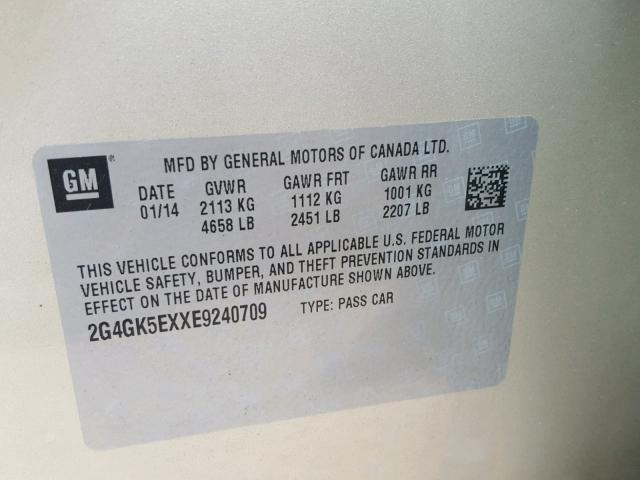 GM®
MFD BY GENERAL MOTORS OF CANADA LTD.
DATE GVWR GAWR FRT GAWR RR
01/14 2113 KG 1112 KG 1001 KG
4658 LB 2451 LB 2207 LB
THIS VEHICLE CONFORMS TO ALL APPLICABLE U.S. FEDERAL MOTOR
VEHICLE SAFETY, BUMPER, AND THEFT PREVENTION STANDARDS IN
EFFECT ON THE DATE OF MANUFACTURE SHOWN ABOVE.
2G4GK5EXXE9240709 TYPE: PASS CAR